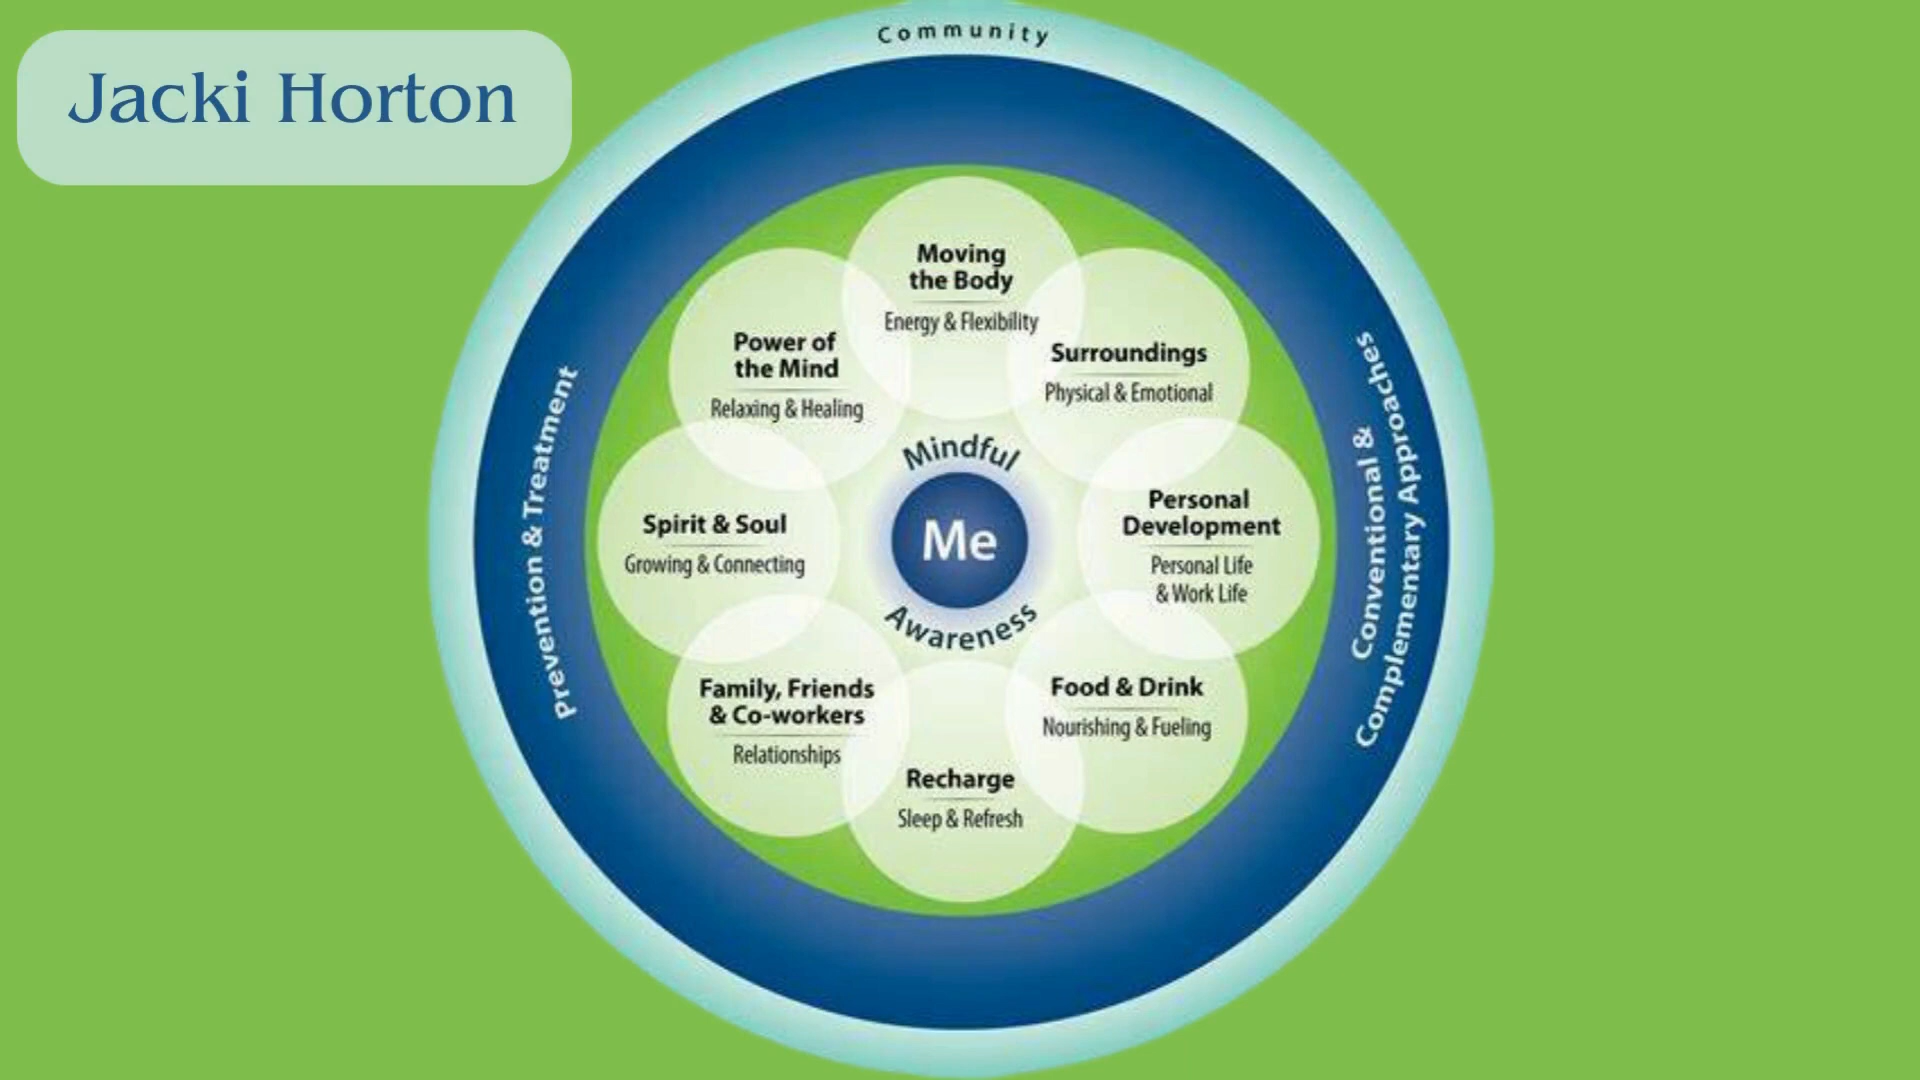 Jacki Horton
Community
Moving
the Body
Energy & Flexibility
Power of
the Mind
Relaxing & Healing
Surroundings
Physical & Emotional
Prevention & Treatment
Conventional &
Complementary Approaches
Mindful
Me
Awareness
Spirit & Soul
Growing & Connecting
Personal
Development
Personal Life
& Work Life
Family, Friends
& Co-workers
Relationships
Food & Drink
Nourishing & Fueling
Recharge
Sleep & Refresh